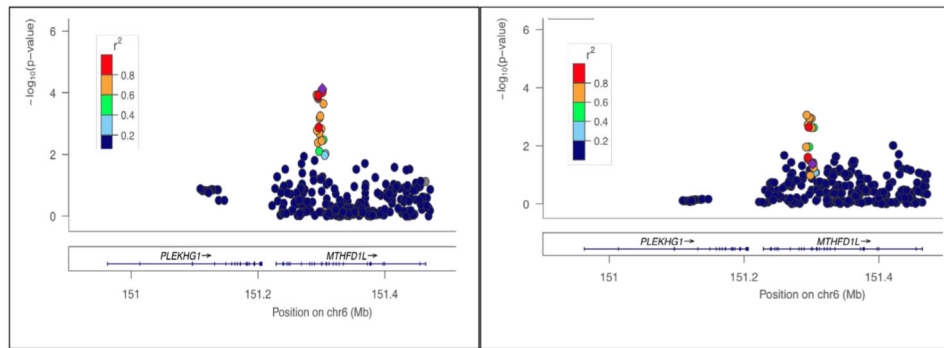 −log₁₀(p−value)
6
4
2
0
r²
0.8
0.6
0.4
0.2
PLEKHG1→
MTHFD1L→
151
151.2
151.4
Position on chr6 (Mb)
−log₁₀(p−value)
6
4
2
0
r²
0.8
0.6
0.4
0.2
PLEKHG1→
MTHFD1L→
151
151.2
151.4
Position on chr6 (Mb)